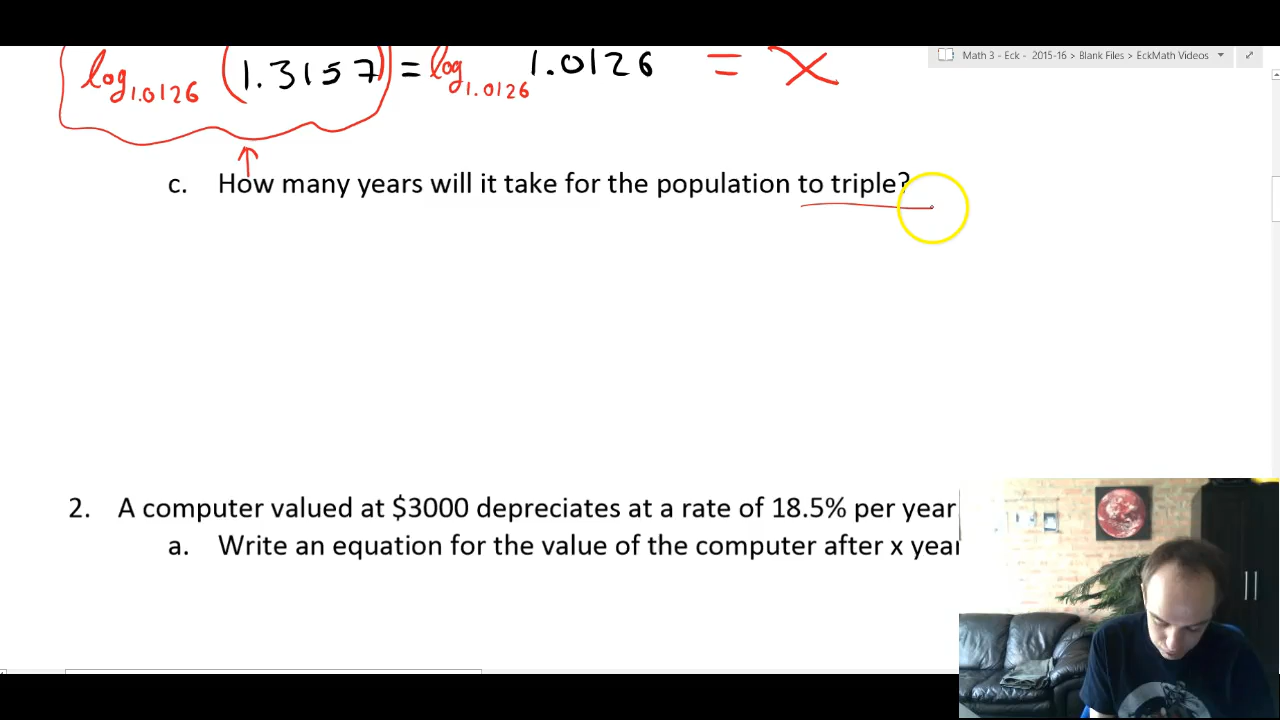 Math 3 - Eck - 2015-16 > Blank Files > EckMath Videos
log1.0126 (1.3157) = log1.0126 1.0126 = X
c. How many years will it take for the population to triple?
2. A computer valued at $3000 depreciates at a rate of 18.5% per year
a. Write an equation for the value of the computer after x year